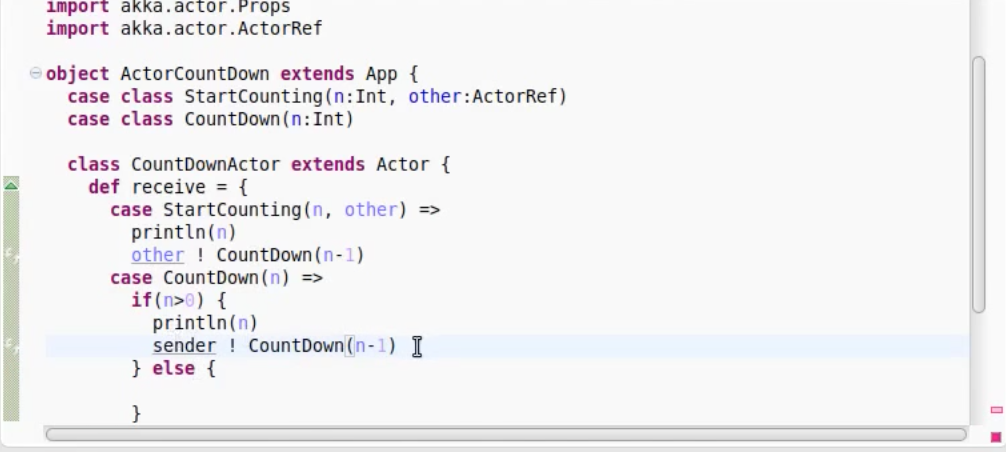 import akka.actor.Props
import akka.actor.ActorRef
object ActorCountDown extends App {
case class StartCounting(n:Int, other:ActorRef)
case class CountDown(n:Int)
class CountDownActor extends Actor {
def receive = {
case StartCounting(n, other) =>
println(n)
other ! CountDown(n-1)
case CountDown(n) =>
if(n>0) {
println(n)
sender ! CountDown(n-1)
} else {
}